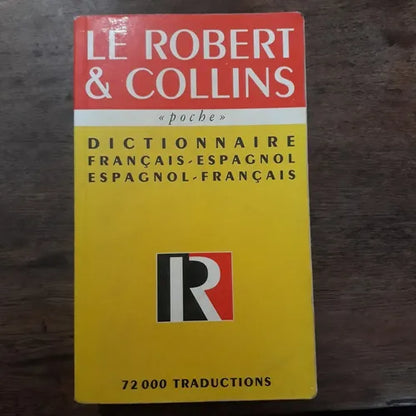 LE ROBERT
& COLLINS
« poche »
DICTIONNAIRE
FRANÇAIS-ESPAGNOL
ESPAGNOL-FRANÇAIS
R
72 000 TRADUCTIONS